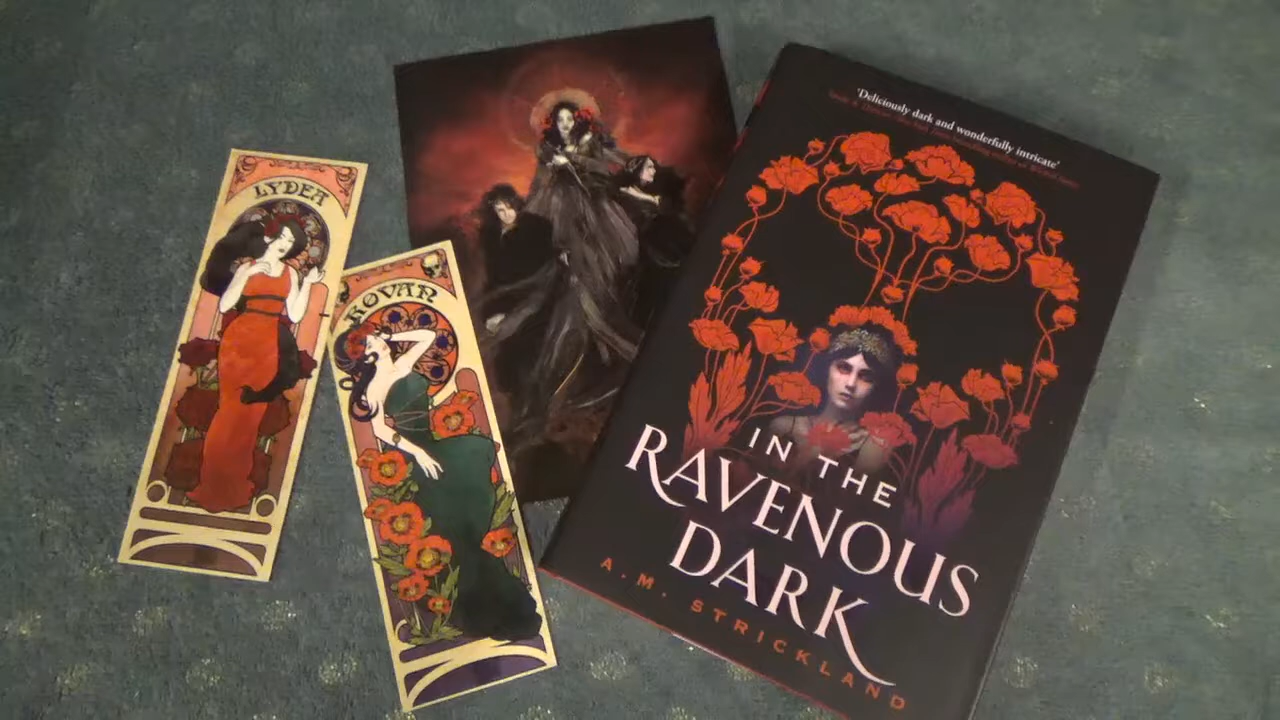 LYDEA
ROVAN
'Deliciously dark and wonderfully intricate'
IN THE
RAVENOUS
DARK
A. M. STRICKLAND